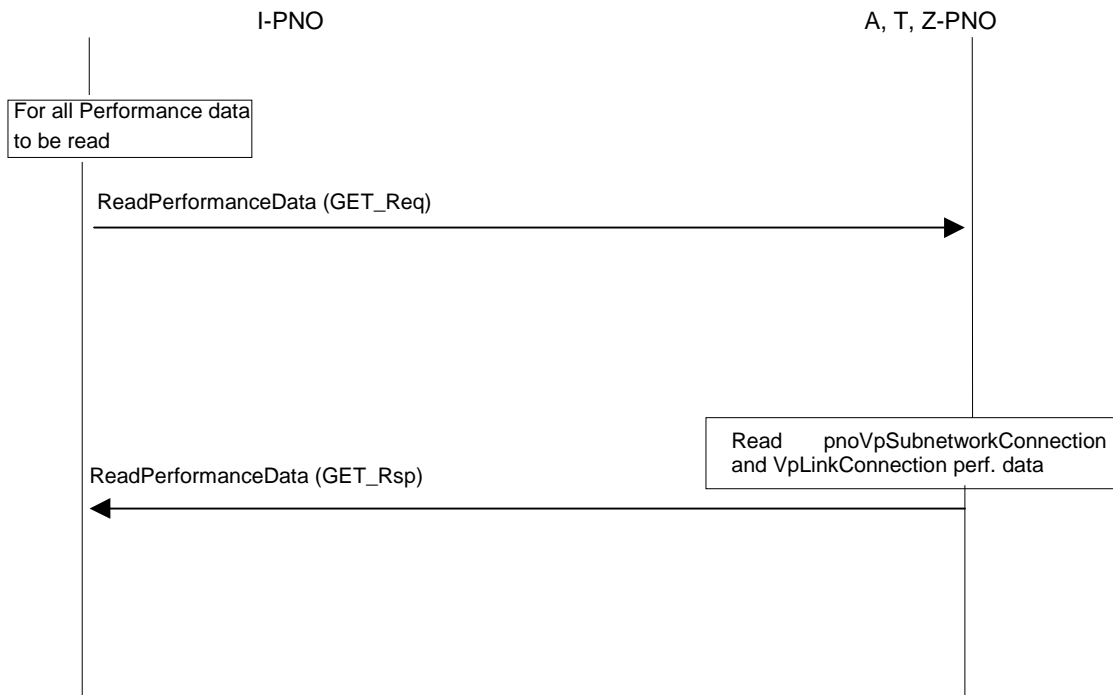 I-PNO
A, T, Z-PNO
For all Performance data
to be read
ReadPerformanceData (GET_Req)
Read pnoVpSubnetworkConnection
and VpLinkConnection perf. data
ReadPerformanceData (GET_Rsp)